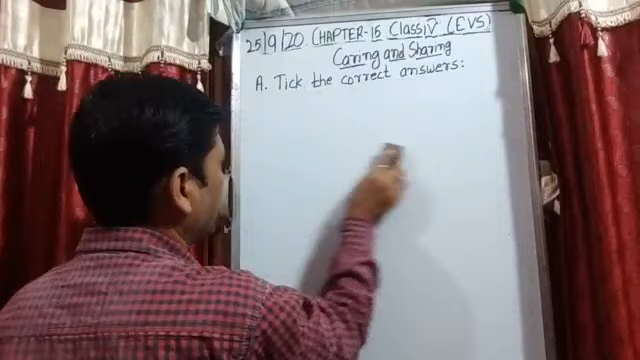 25/9/20 CHAPTER-15 Class IV (EVS)
Caring and Sharing
A. Tick the correct answers: